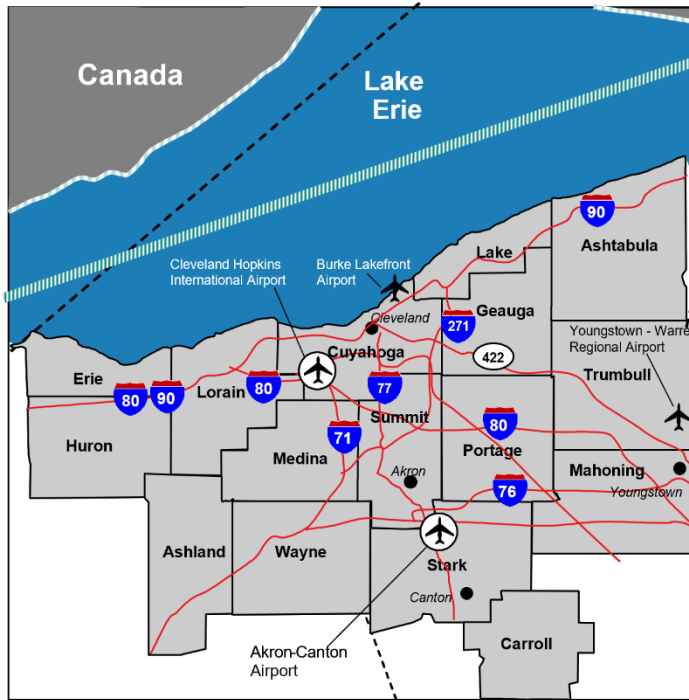 Canada
Lake
Erie
90
Ashtabula
Lake
Cleveland Hopkins
International Airport
Burke Lakefront
Airport
Geauga
Cleveland
271
Youngstown - Warre
Regional Airport
Cuyahoga
422
Erie
Trumbull
80
90
Lorain
80
77
Summit
Huron
71
80
Medina
Portage
Mahoning
Akron
76
Youngstown
Ashland
Wayne
Stark
Canton
Carroll
Akron-Canton
Airport